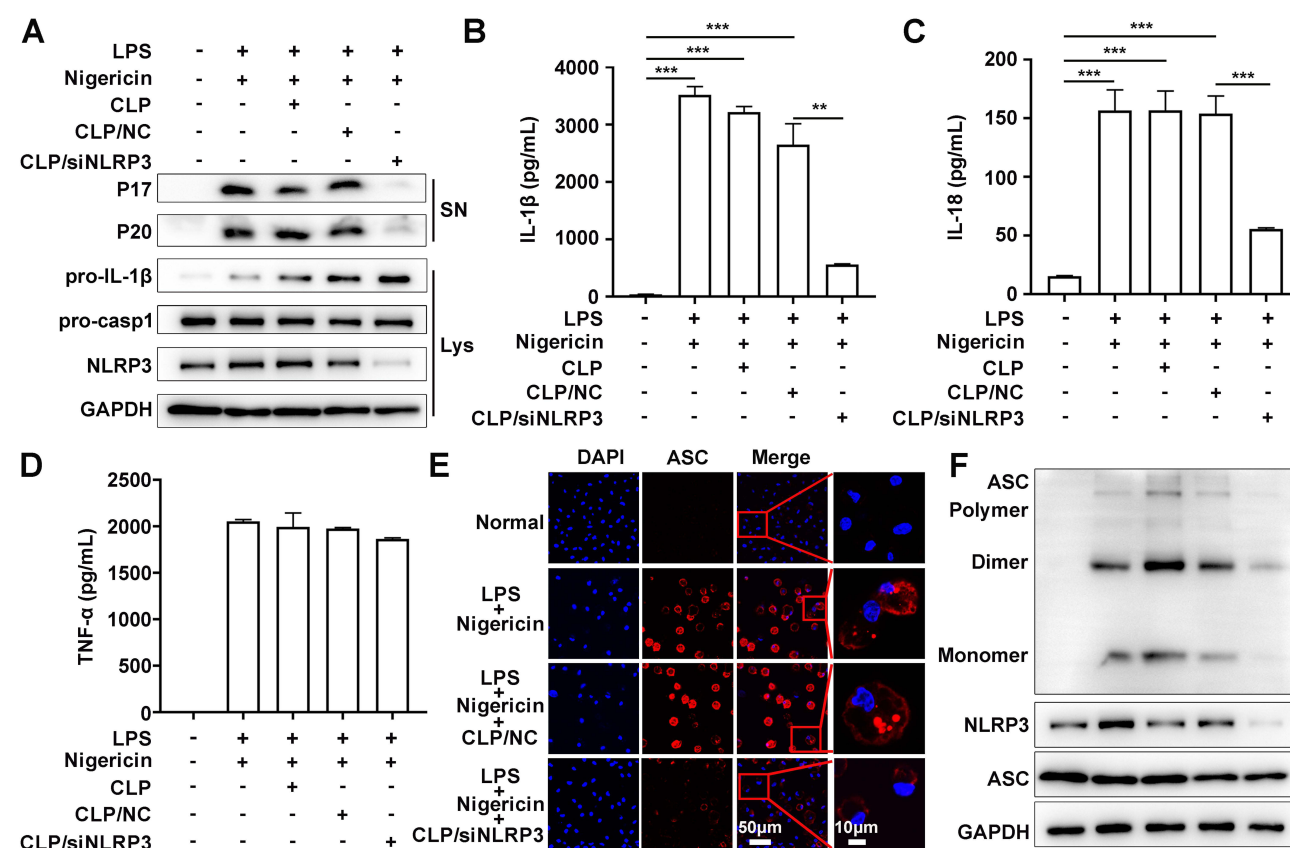 A
LPS - + + + +
Nigericin - + + + +
CLP - - + - -
CLP/NC - - - + -
CLP/siNLRP3 - - - - +
P17
SN
P20
pro-IL-1β
pro-casp1
Lys
NLRP3
GAPDH
B
***
***
***
**
IL-1β (pg/mL)
4000
3000
2000
1000
0
LPS - + + + +
Nigericin - + + + +
CLP - - + - -
CLP/NC - - - + -
CLP/siNLRP3 - - - - +
C
***
***
***
***
IL-18 (pg/mL)
200
150
100
50
0
LPS - + + + +
Nigericin - + + + +
CLP - - + - -
CLP/NC - - - + -
CLP/siNLRP3 - - - - +
D
TNF-α (pg/mL)
2500
2000
1500
1000
500
0
LPS - + + + +
Nigericin - + + + +
CLP - - + - -
CLP/NC - - - + -
CLP/siNLRP3 - - - - +
E
DAPI ASC Merge
Normal
LPS
+
Nigericin
LPS
+
Nigericin
+
CLP/NC
LPS
+
Nigericin
+
CLP/siNLRP3
50μm
10μm
F
ASC
Polymer
Dimer
Monomer
NLRP3
ASC
GAPDH